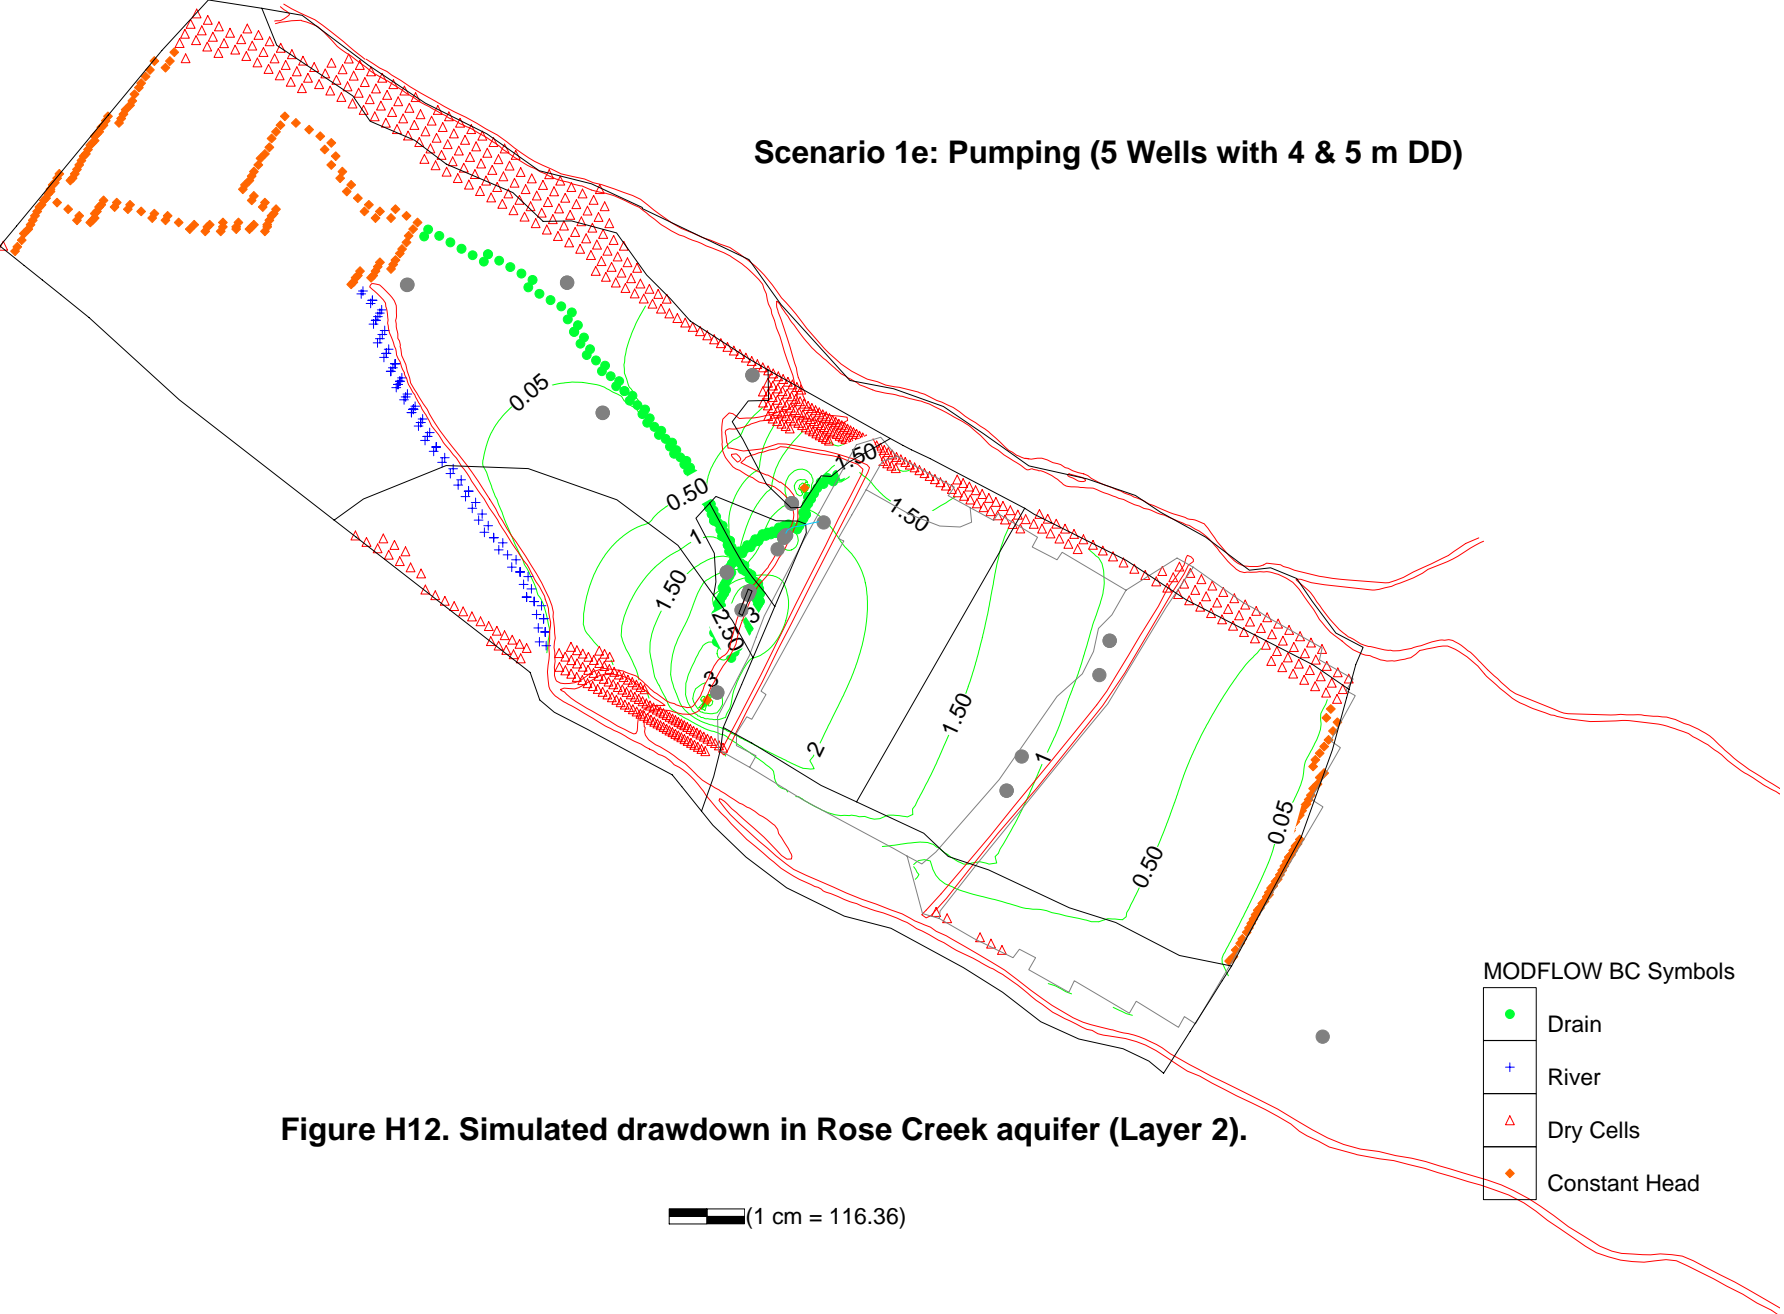 Scenario 1e: Pumping (5 Wells with 4 & 5 m DD)
0.05
1.50
0.50
1.50
1
1.50
3
2.50
3
1.50
2
1
0.05
0.50
MODFLOW BC Symbols
Drain
River
Dry Cells
Constant Head
Figure H12. Simulated drawdown in Rose Creek aquifer (Layer 2).
(1 cm = 116.36)